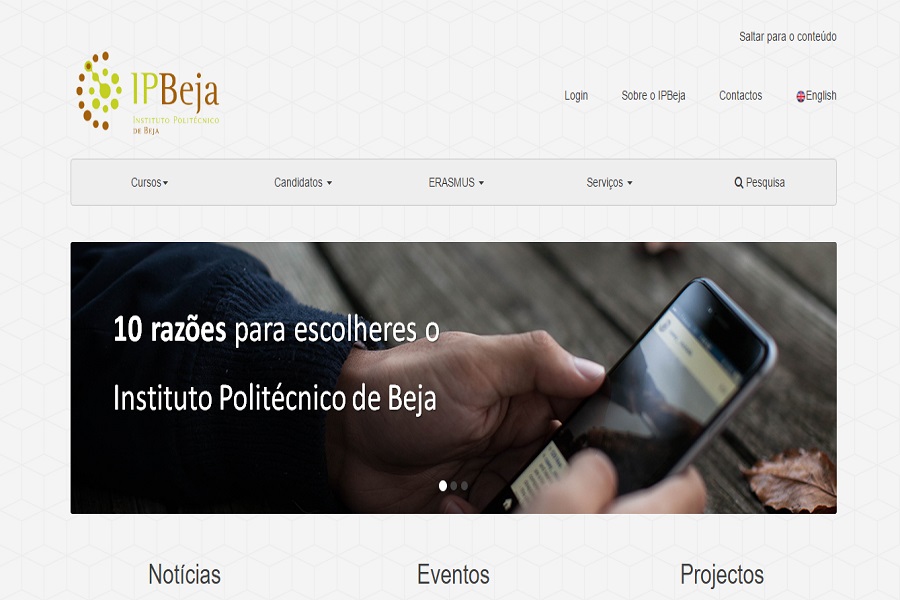 Saltar para o conteúdo
IPBeja
INSTITUTO POLITÉCNICO
DE BEJA
Login
Sobre o IPBeja
Contactos
English
Cursos
Candidatos
ERASMUS
Serviços
Pesquisa
10 razões para escolheres o
Instituto Politécnico de Beja
Notícias
Eventos
Projectos